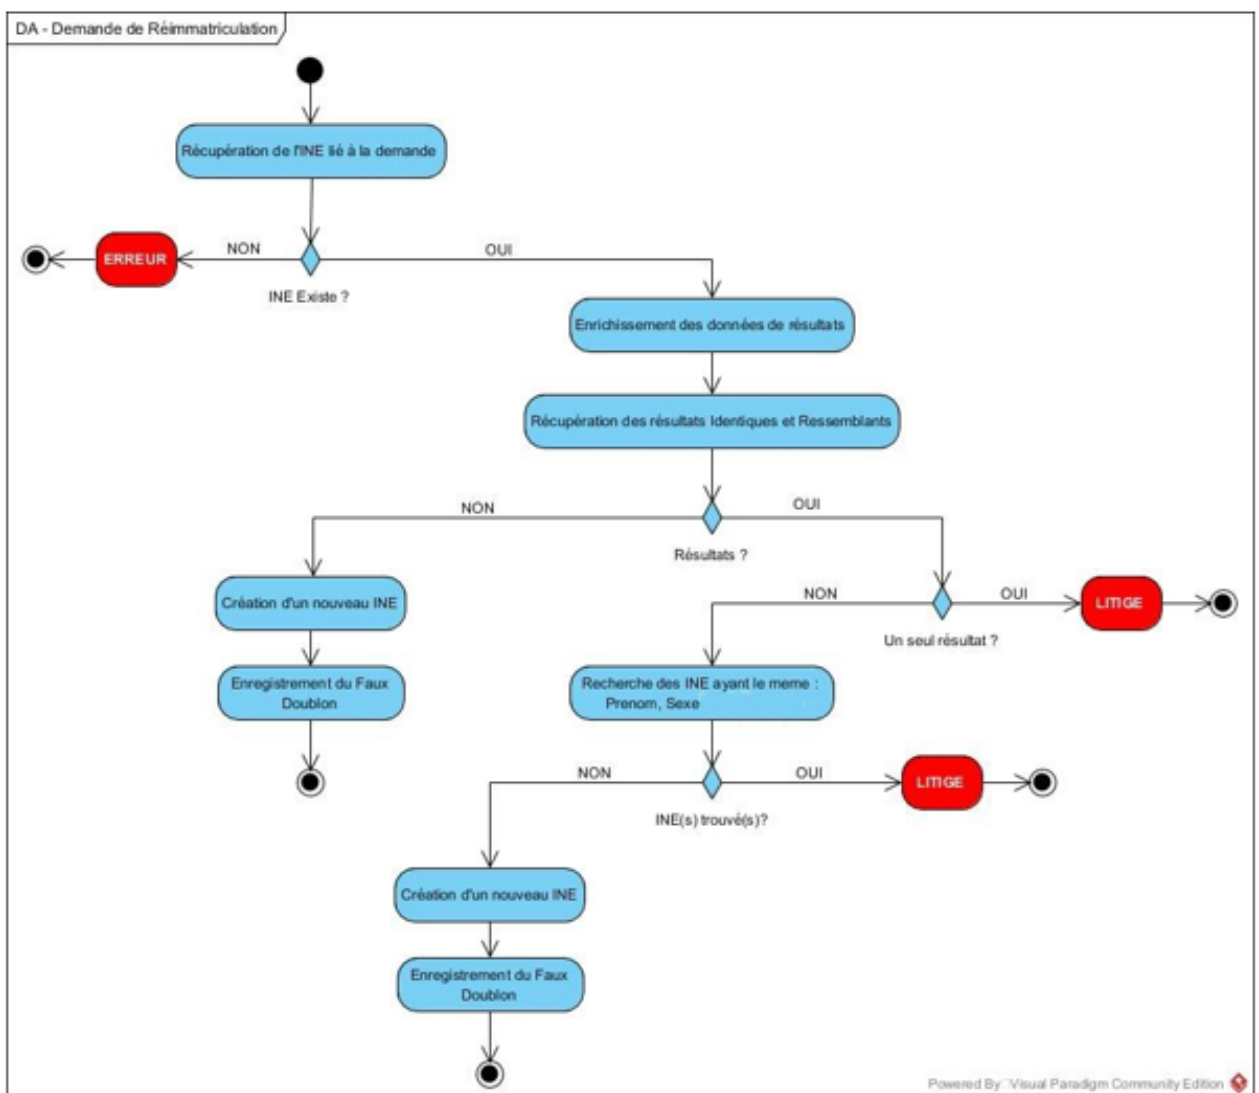 DA - Demande de Réimmatriculation
Récupération de l'INE lié à la demande
NON
OUI
ERREUR
INE Existe ?
Enrichissement des données de résultats
Récupération des résultats Identiques et Ressemblants
NON
OUI
Résultats ?
Création d'un nouveau INE
NON
OUI
LITIGE
Un seul résultat ?
Enregistrement du Faux
Doublon
Recherche des INE ayant le meme :
Prenom, Sexe
NON
OUI
LITIGE
INE(s) trouvé(s)?
Création d'un nouveau INE
Enregistrement du Faux
Doublon
Powered By Visual Paradigm Community Edition